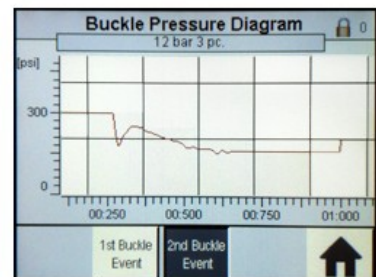 Buckle Pressure Diagram
0
12 bar 3 pc.
[psi]
300
0
00:250 00:500 00:750 01:000
1st Buckle
Event
2nd Buckle
Event